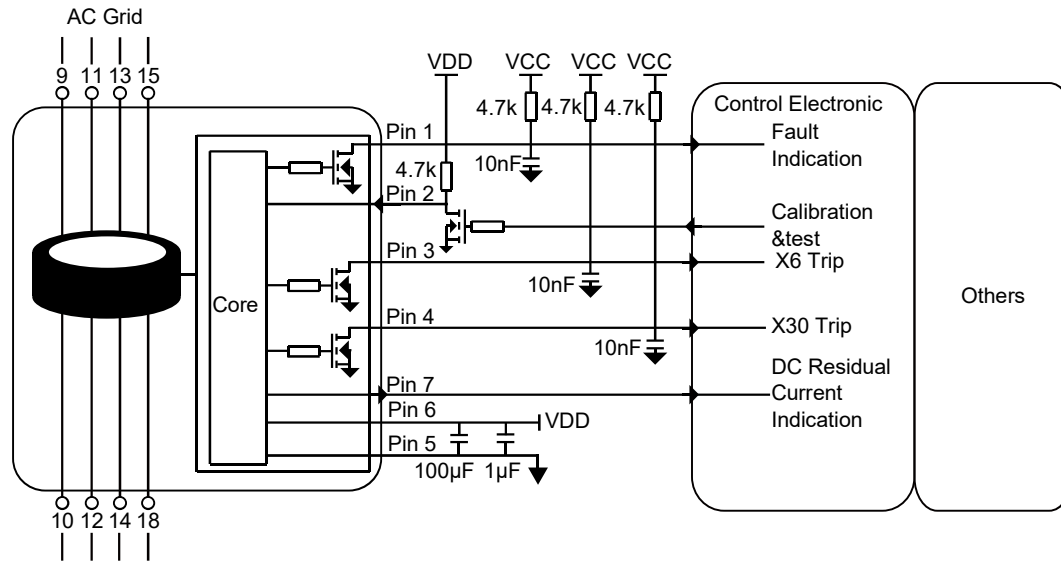 AC Grid
9 11 13 15
VDD VCC VCC VCC
4.7k 4.7k 4.7k
Control Electronic
Pin 1
Fault
Indication
10nF
4.7k
Pin 2
Calibration
&test
Pin 3
X6 Trip
10nF
Core
Others
Pin 4
X30 Trip
10nF
DC Residual
Current
Indication
Pin 7
Pin 6
VDD
Pin 5
100µF 1µF
10 12 14 18